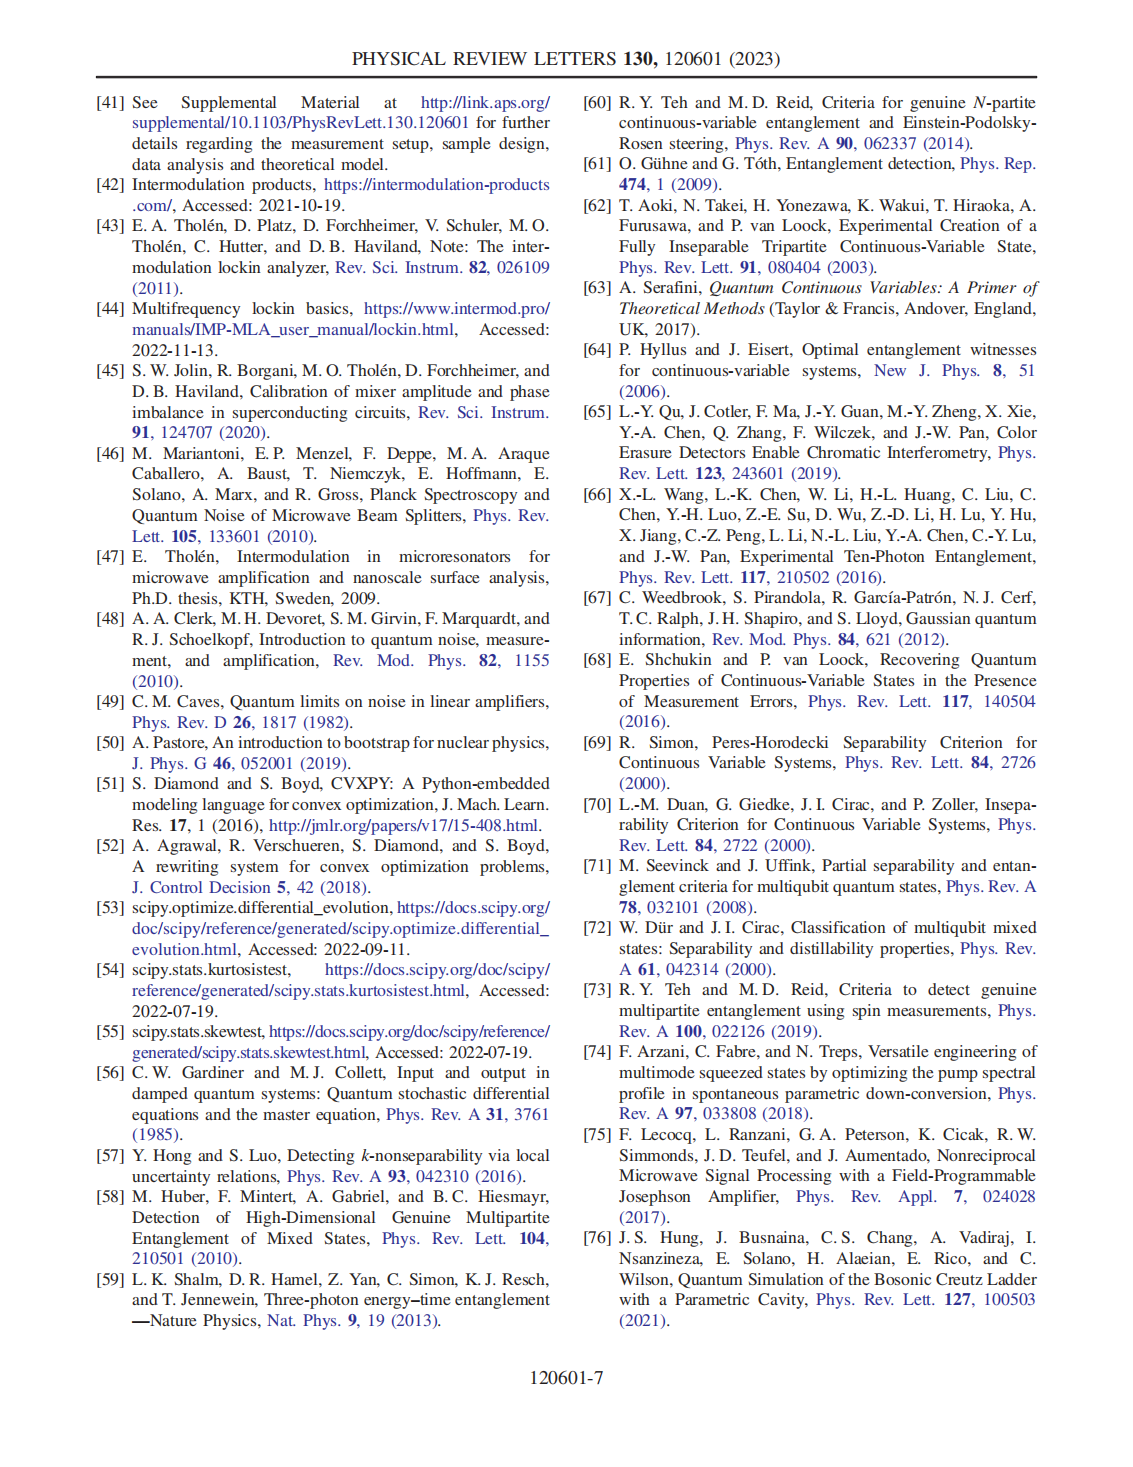 PHYSICAL REVIEW LETTERS 130, 120601 (2023)
[41] See Supplemental Material at http://link.aps.org/
supplemental/10.1103/PhysRevLett.130.120601 for further
details regarding the measurement setup, sample design,
data analysis and theoretical model.
[42] Intermodulation products, https://intermodulation-products
.com/, Accessed: 2021-10-19.
[43] E. A. Tholén, D. Platz, D. Forchheimer, V. Schuler, M. O.
Tholén, C. Hutter, and D. B. Haviland, Note: The inter-
modulation lockin analyzer, Rev. Sci. Instrum. 82, 026109
(2011).
[44] Multifrequency lockin basics, https://www.intermod.pro/
manuals/IMP-MLA_user_manual/lockin.html, Accessed:
2022-11-13.
[45] S. W. Jolin, R. Borgani, M. O. Tholén, D. Forchheimer, and
D. B. Haviland, Calibration of mixer amplitude and phase
imbalance in superconducting circuits, Rev. Sci. Instrum.
91, 124707 (2020).
[46] M. Mariantoni, E. P. Menzel, F. Deppe, M. A. Araque
Caballero, A. Baust, T. Niemczyk, E. Hoffmann, E.
Solano, A. Marx, and R. Gross, Planck Spectroscopy and
Quantum Noise of Microwave Beam Splitters, Phys. Rev.
Lett. 105, 133601 (2010).
[47] E. Tholén, Intermodulation in microresonators for
microwave amplification and nanoscale surface analysis,
Ph.D. thesis, KTH, Sweden, 2009.
[48] A. A. Clerk, M. H. Devoret, S. M. Girvin, F. Marquardt, and
R. J. Schoelkopf, Introduction to quantum noise, measure-
ment, and amplification, Rev. Mod. Phys. 82, 1155
(2010).
[49] C. M. Caves, Quantum limits on noise in linear amplifiers,
Phys. Rev. D 26, 1817 (1982).
[50] A. Pastore, An introduction to bootstrap for nuclear physics,
J. Phys. G 46, 052001 (2019).
[51] S. Diamond and S. Boyd, CVXPY: A Python-embedded
modeling language for convex optimization, J. Mach. Learn.
Res. 17, 1 (2016), http://jmlr.org/papers/v17/15-408.html.
[52] A. Agrawal, R. Verschueren, S. Diamond, and S. Boyd,
A rewriting system for convex optimization problems,
J. Control Decision 5, 42 (2018).
[53] scipy.optimize.differential_evolution, https://docs.scipy.org/
doc/scipy/reference/generated/scipy.optimize.differential_
evolution.html, Accessed: 2022-09-11.
[54] scipy.stats.kurtosistest, https://docs.scipy.org/doc/scipy/
reference/generated/scipy.stats.kurtosistest.html, Accessed:
2022-07-19.
[55] scipy.stats.skewtest, https://docs.scipy.org/doc/scipy/reference/
generated/scipy.stats.skewtest.html, Accessed: 2022-07-19.
[56] C. W. Gardiner and M. J. Collett, Input and output in
damped quantum systems: Quantum stochastic differential
equations and the master equation, Phys. Rev. A 31, 3761
(1985).
[57] Y. Hong and S. Luo, Detecting k-nonseparability via local
uncertainty relations, Phys. Rev. A 93, 042310 (2016).
[58] M. Huber, F. Mintert, A. Gabriel, and B. C. Hiesmayr,
Detection of High-Dimensional Genuine Multipartite
Entanglement of Mixed States, Phys. Rev. Lett. 104,
210501 (2010).
[59] L. K. Shalm, D. R. Hamel, Z. Yan, C. Simon, K. J. Resch,
and T. Jennewein, Three-photon energy–time entanglement
—Nature Physics, Nat. Phys. 9, 19 (2013).
[60] R. Y. Teh and M. D. Reid, Criteria for genuine N-partite
continuous-variable entanglement and Einstein-Podolsky-
Rosen steering, Phys. Rev. A 90, 062337 (2014).
[61] O. Gühne and G. Tóth, Entanglement detection, Phys. Rep.
474, 1 (2009).
[62] T. Aoki, N. Takei, H. Yonezawa, K. Wakui, T. Hiraoka, A.
Furusawa, and P. van Loock, Experimental Creation of a
Fully Inseparable Tripartite Continuous-Variable State,
Phys. Rev. Lett. 91, 080404 (2003).
[63] A. Serafini, Quantum Continuous Variables: A Primer of
Theoretical Methods (Taylor & Francis, Andover, England,
UK, 2017).
[64] P. Hyllus and J. Eisert, Optimal entanglement witnesses
for continuous-variable systems, New J. Phys. 8, 51
(2006).
[65] L.-Y. Qu, J. Cotler, F. Ma, J.-Y. Guan, M.-Y. Zheng, X. Xie,
Y.-A. Chen, Q. Zhang, F. Wilczek, and J.-W. Pan, Color
Erasure Detectors Enable Chromatic Interferometry, Phys.
Rev. Lett. 123, 243601 (2019).
[66] X.-L. Wang, L.-K. Chen, W. Li, H.-L. Huang, C. Liu, C.
Chen, Y.-H. Luo, Z.-E. Su, D. Wu, Z.-D. Li, H. Lu, Y. Hu,
X. Jiang, C.-Z. Peng, L. Li, N.-L. Liu, Y.-A. Chen, C.-Y. Lu,
and J.-W. Pan, Experimental Ten-Photon Entanglement,
Phys. Rev. Lett. 117, 210502 (2016).
[67] C. Weedbrook, S. Pirandola, R. García-Patrón, N. J. Cerf,
T. C. Ralph, J. H. Shapiro, and S. Lloyd, Gaussian quantum
information, Rev. Mod. Phys. 84, 621 (2012).
[68] E. Shchukin and P. van Loock, Recovering Quantum
Properties of Continuous-Variable States in the Presence
of Measurement Errors, Phys. Rev. Lett. 117, 140504
(2016).
[69] R. Simon, Peres-Horodecki Separability Criterion for
Continuous Variable Systems, Phys. Rev. Lett. 84, 2726
(2000).
[70] L.-M. Duan, G. Giedke, J. I. Cirac, and P. Zoller, Insepa-
rability Criterion for Continuous Variable Systems, Phys.
Rev. Lett. 84, 2722 (2000).
[71] M. Seevinck and J. Uffink, Partial separability and entan-
glement criteria for multiqubit quantum states, Phys. Rev. A
78, 032101 (2008).
[72] W. Dür and J. I. Cirac, Classification of multiqubit mixed
states: Separability and distillability properties, Phys. Rev.
A 61, 042314 (2000).
[73] R. Y. Teh and M. D. Reid, Criteria to detect genuine
multipartite entanglement using spin measurements, Phys.
Rev. A 100, 022126 (2019).
[74] F. Arzani, C. Fabre, and N. Treps, Versatile engineering of
multimode squeezed states by optimizing the pump spectral
profile in spontaneous parametric down-conversion, Phys.
Rev. A 97, 033808 (2018).
[75] F. Lecocq, L. Ranzani, G. A. Peterson, K. Cicak, R. W.
Simmonds, J. D. Teufel, and J. Aumentado, Nonreciprocal
Microwave Signal Processing with a Field-Programmable
Josephson Amplifier, Phys. Rev. Appl. 7, 024028
(2017).
[76] J. S. Hung, J. Busnaina, C. S. Chang, A. Vadiraj, I.
Nsanzineza, E. Solano, H. Alaeian, E. Rico, and C.
Wilson, Quantum Simulation of the Bosonic Creutz Ladder
with a Parametric Cavity, Phys. Rev. Lett. 127, 100503
(2021).
120601-7